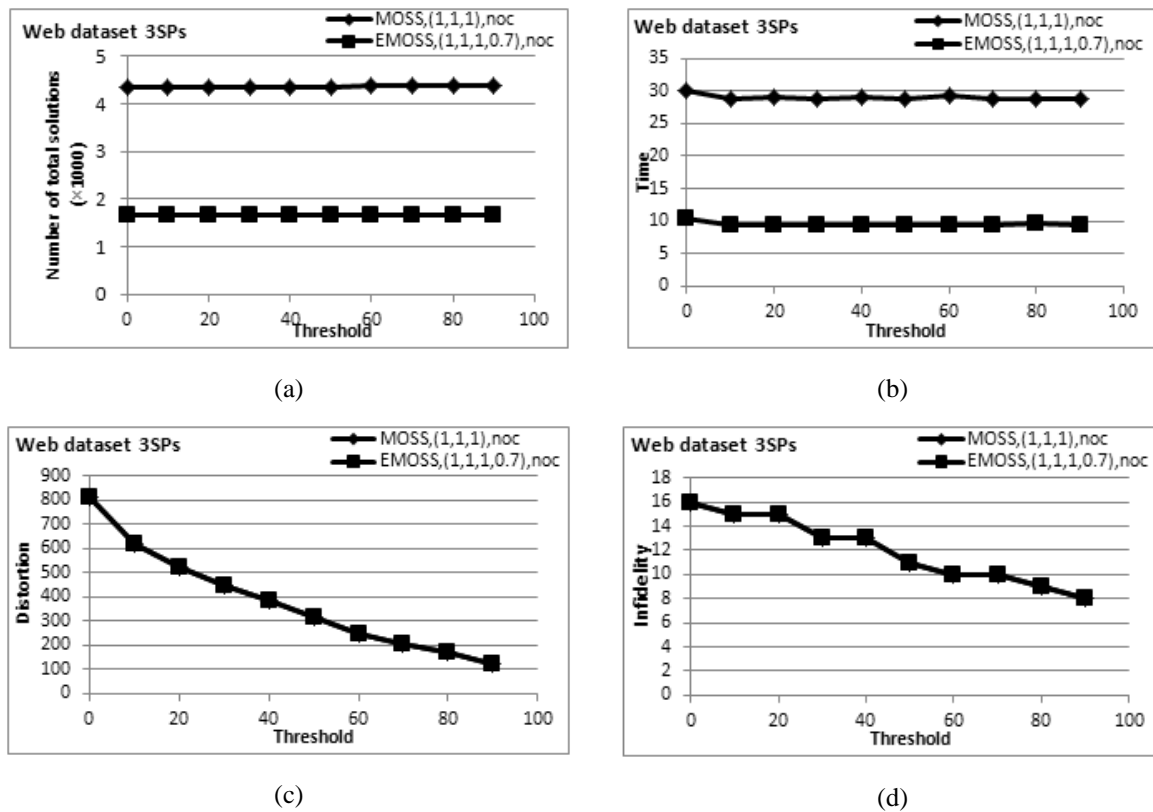 Web dataset 3SPs
MOSS,(1,1,1),noc
EMOSS,(1,1,1,0.7),noc
Number of total solutions
(×1000)
5
4
3
2
1
0
0 20 40 60 80 100
Threshold
(a)
Web dataset 3SPs
MOSS,(1,1,1),noc
EMOSS,(1,1,1,0.7),noc
Time
40
35
30
25
20
15
10
5
0
0 20 40 60 80 100
Threshold
(b)
Web dataset 3SPs
MOSS,(1,1,1),noc
EMOSS,(1,1,1,0.7),noc
Distortion
900
800
700
600
500
400
300
200
100
0
0 20 40 60 80 100
Threshold
(c)
Web dataset 3SPs
MOSS,(1,1,1),noc
EMOSS,(1,1,1,0.7),noc
Infidelity
18
16
14
12
10
8
6
4
2
0
0 20 40 60 80 100
Threshold
(d)